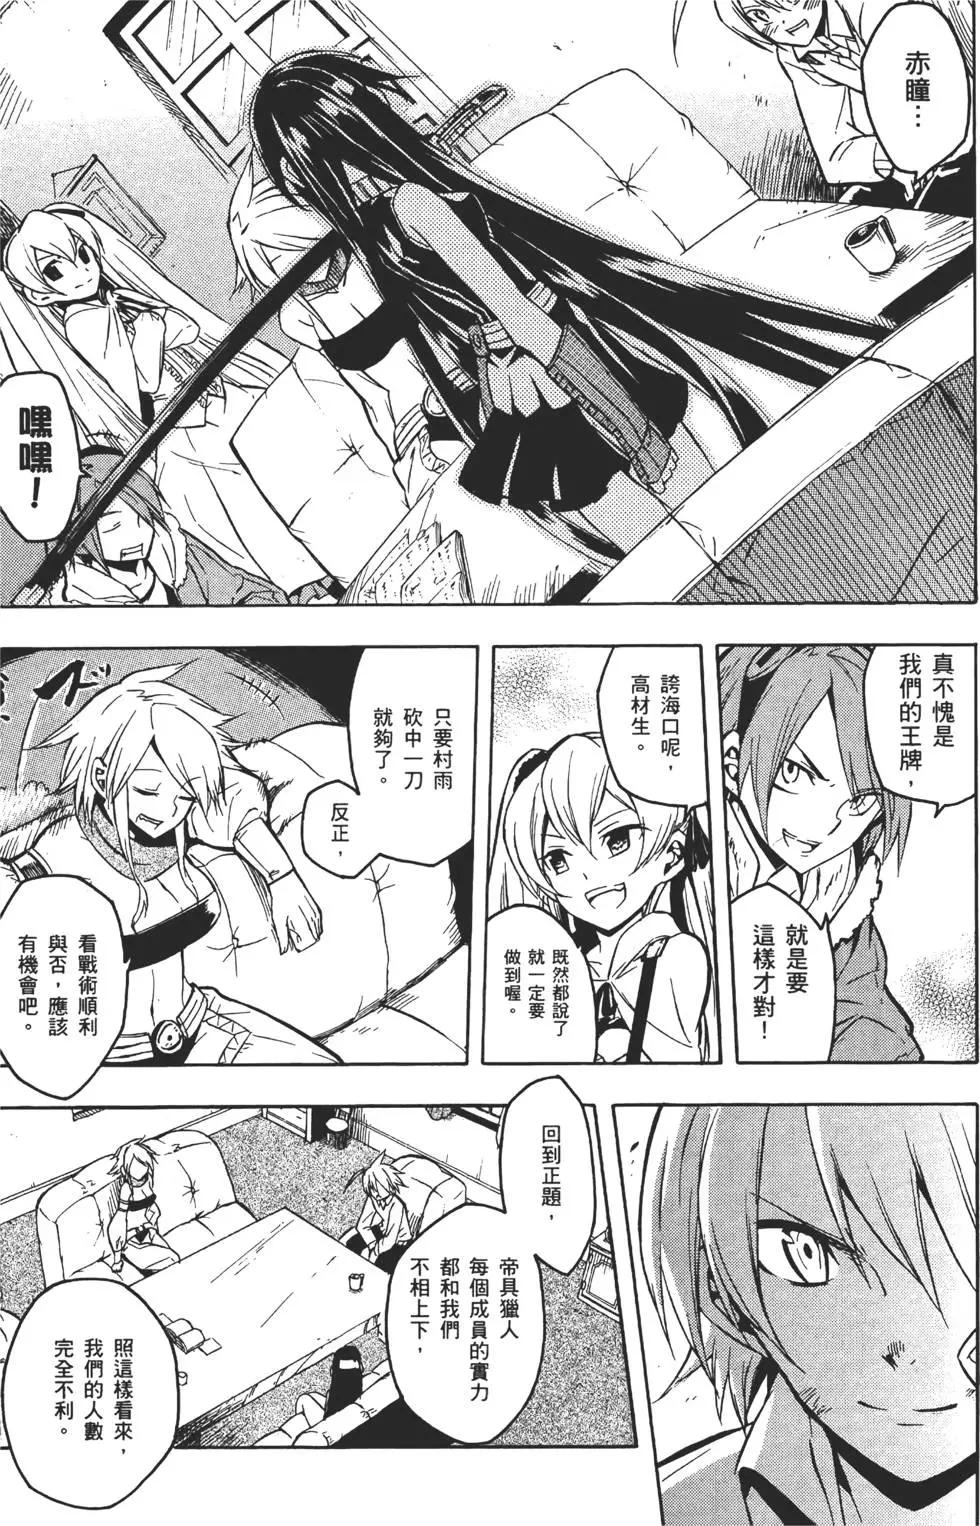 赤瞳…
嘿嘿！
真不愧是
我們的王牌，
就是要
這樣才對！
誇海口呢，
高材生。
既然都說了
就一定要
做到喔。
只要村雨
砍中一刀
就夠了。
反正，
看戰術順利
與否，應該
有機會吧。
回到正題，
帝具獵人
每個成員的實力
都和我們
不相上下，
照這樣看來，
我們的人數
完全不利。